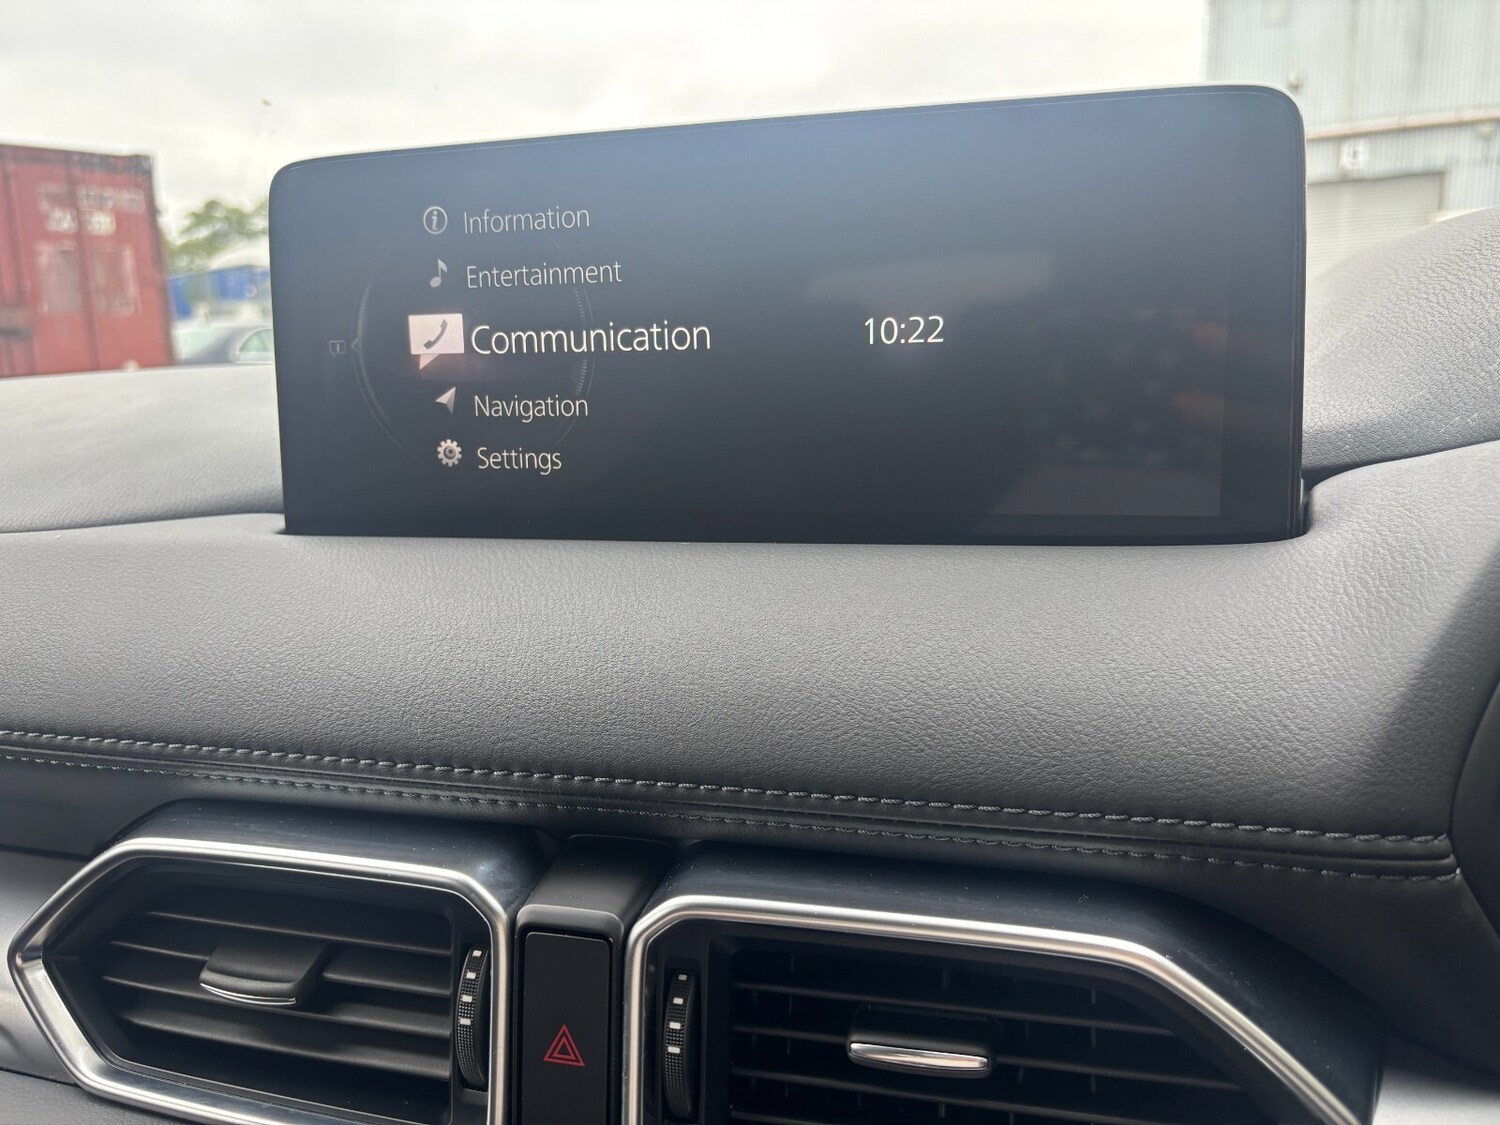 Information
Entertainment
Communication
10:22
Navigation
Settings